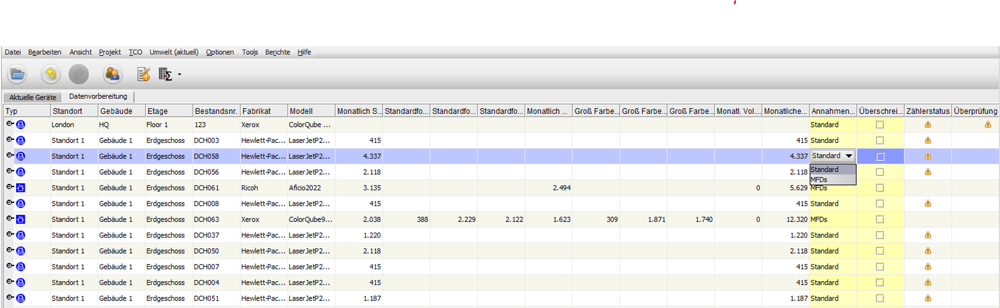 Datei Bearbeiten Ansicht Projekt TCO Umwelt (aktuell) Optionen Tools Berichte Hilfe
Aktuelle Geräte Datenvorbereitung
Typ Standort Gebäude Etage Bestandsnr. Fabrikat Modell Monatlich S... Standardfo... Standardfo... Standardfo... Monatlich ... Groß Farbe... Groß Farbe... Groß Farbe... Monatl. Vol.... Monatliche... Annahmen... Überschrei... Zählerstatus Überprüfung
London HQ Floor 1 123 Xerox ColorQube ... Standard
Standort 1 Gebäude 1 Erdgeschoss DCH003 Hewlett-Pac... LaserJetP2... 415 415 Standard
Standort 1 Gebäude 1 Erdgeschoss DCH058 Hewlett-Pac... LaserJetP2... 4.337 4.337 Standard
Standort 1 Gebäude 1 Erdgeschoss DCH056 Hewlett-Pac... LaserJetP2... 2.118 2.118 Standard
MFDs
Standort 1 Gebäude 1 Erdgeschoss DCH061 Ricoh Aficio2022 3.135 2.494 0 5.629 MFDs
Standort 1 Gebäude 1 Erdgeschoss DCH008 Hewlett-Pac... LaserJetP2... 415 415 Standard
Standort 1 Gebäude 1 Erdgeschoss DCH063 Xerox ColorQube9... 2.038 388 2.229 2.122 1.623 309 1.871 1.740 0 12.320 MFDs
Standort 1 Gebäude 1 Erdgeschoss DCH037 Hewlett-Pac... LaserJetP2... 1.220 1.220 Standard
Standort 1 Gebäude 1 Erdgeschoss DCH050 Hewlett-Pac... LaserJetP2... 2.118 2.118 Standard
Standort 1 Gebäude 1 Erdgeschoss DCH007 Hewlett-Pac... LaserJetP2... 415 415 Standard
Standort 1 Gebäude 1 Erdgeschoss DCH004 Hewlett-Pac... LaserJetP2... 415 415 Standard
Standort 1 Gebäude 1 Erdgeschoss DCH051 Hewlett-Pac... LaserJetP2... 1.187 1.187 Standard